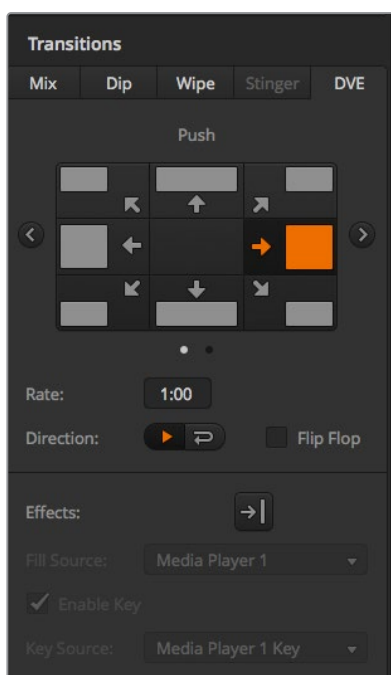 Transitions
Mix Dip Wipe Stinger DVE
Push
Rate: 1:00
Direction: Flip Flop
Effects:
Fill Source: Media Player 1
Enable Key
Key Source: Media Player 1 Key